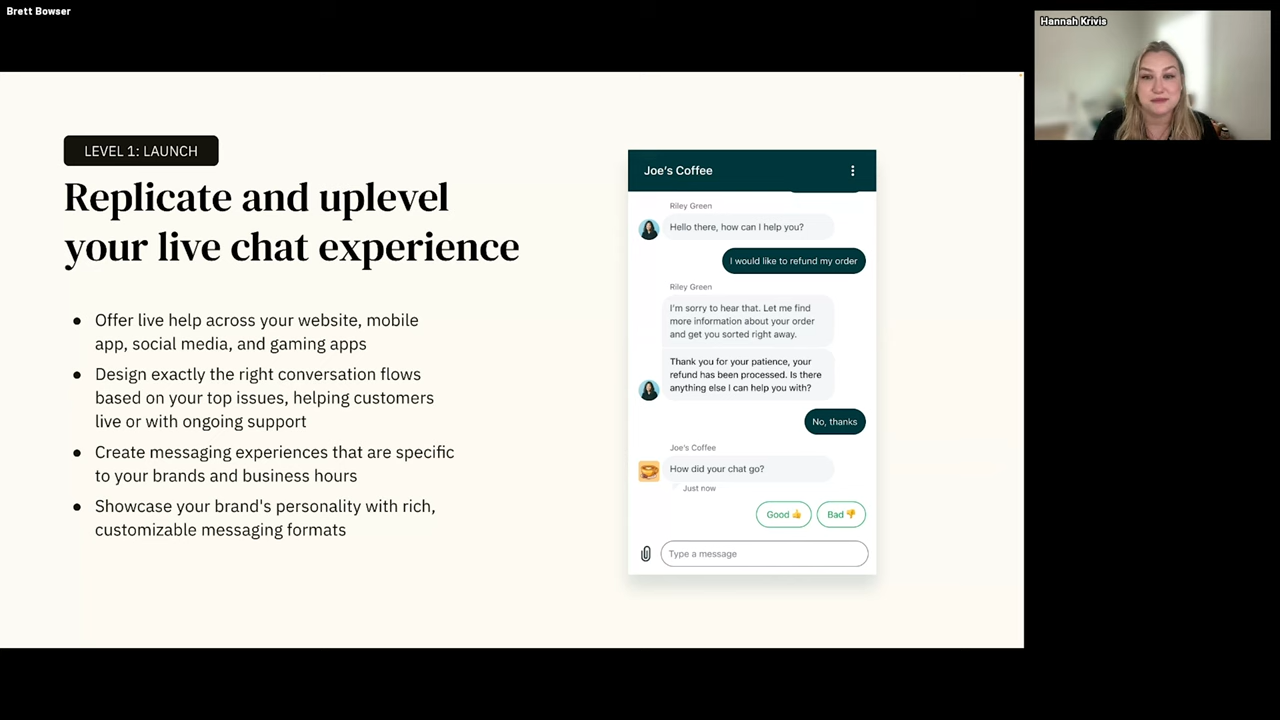 Brett Bowser
Hannah Krivis
LEVEL 1: LAUNCH
Replicate and uplevel
your live chat experience
● Offer live help across your website, mobile
app, social media, and gaming apps
● Design exactly the right conversation flows
based on your top issues, helping customers
live or with ongoing support
● Create messaging experiences that are specific
to your brands and business hours
● Showcase your brand's personality with rich,
customizable messaging formats
Joe's Coffee
Riley Green
Hello there, how can I help you?
I would like to refund my order
Riley Green
I'm sorry to hear that. Let me find
more information about your order
and get you sorted right away.
Thank you for your patience, your
refund has been processed. Is there
anything else I can help you with?
No, thanks
Joe's Coffee
How did your chat go?
Just now
Good 👍 Bad 👎
Type a message